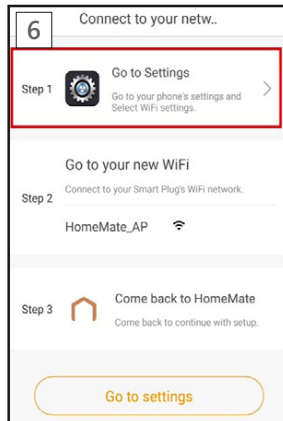 6
Connect to your netw..
Step 1
Go to Settings
Go to your phone's settings and
Select WiFi settings.
Go to your new WiFi
Step 2
Connect to your Smart Plug's WiFi network.
HomeMate_AP
Step 3
Come back to HomeMate
Come back to continue with setup.
Go to settings